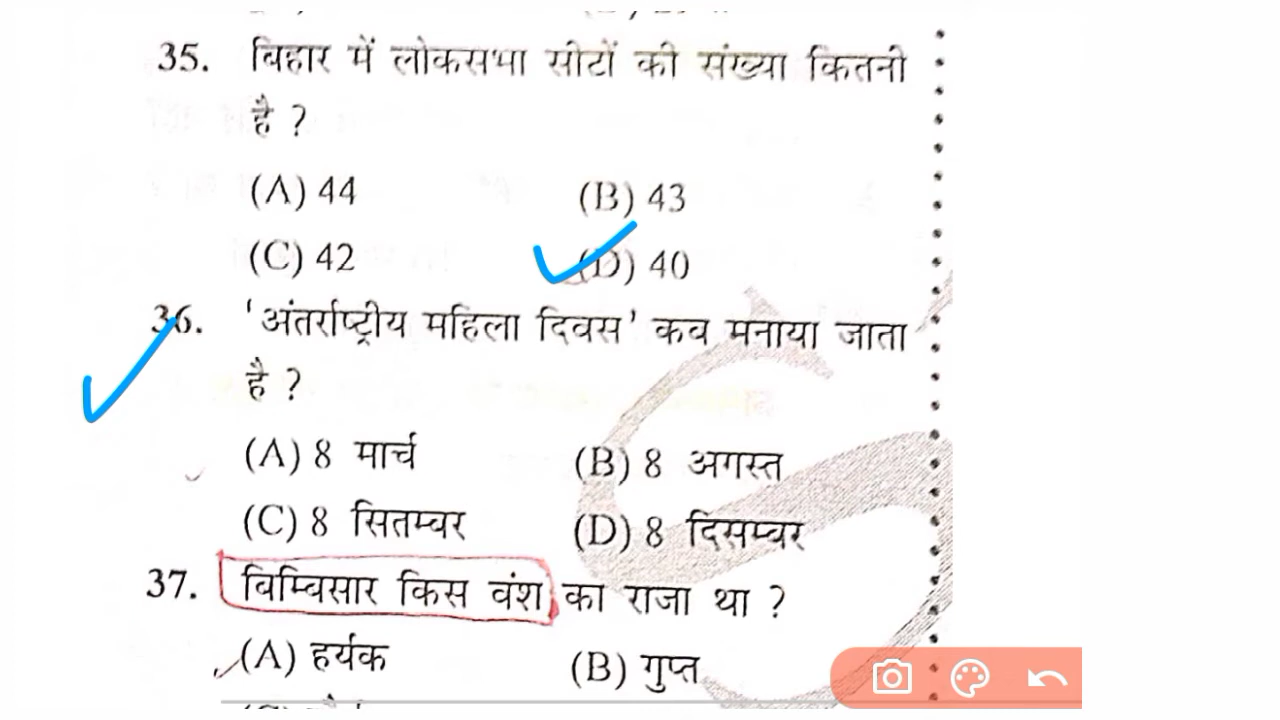 35. बिहार में लोकसभा सीटों की संख्या कितनी
है ?
(A) 44 (B) 43
(C) 42 (D) 40
36. 'अंतर्राष्ट्रीय महिला दिवस' कब मनाया जाता
है ?
(A) 8 मार्च (B) 8 अगस्त
(C) 8 सितम्बर (D) 8 दिसम्बर
37. बिम्बिसार किस वंश का राजा था ?
(A) हर्यक (B) गुप्त